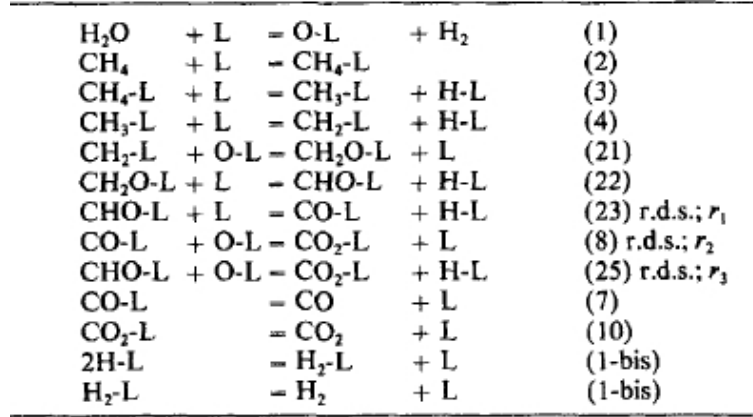 H₂O + L = O-L + H₂ (1)
CH₄ + L = CH₄-L (2)
CH₄-L + L = CH₃-L + H-L (3)
CH₃-L + L = CH₂-L + H-L (4)
CH₂-L + O-L = CH₂O-L + L (21)
CH₂O-L + L = CHO-L + H-L (22)
CHO-L + L = CO-L + H-L (23) r.d.s.; r₁
CO-L + O-L = CO₂-L + L (8) r.d.s.; r₂
CHO-L + O-L = CO₂-L + H-L (25) r.d.s.; r₃
CO-L = CO + L (7)
CO₂-L = CO₂ + L (10)
2H-L = H₂-L + L (1-bis)
H₂-L = H₂ + L (1-bis)